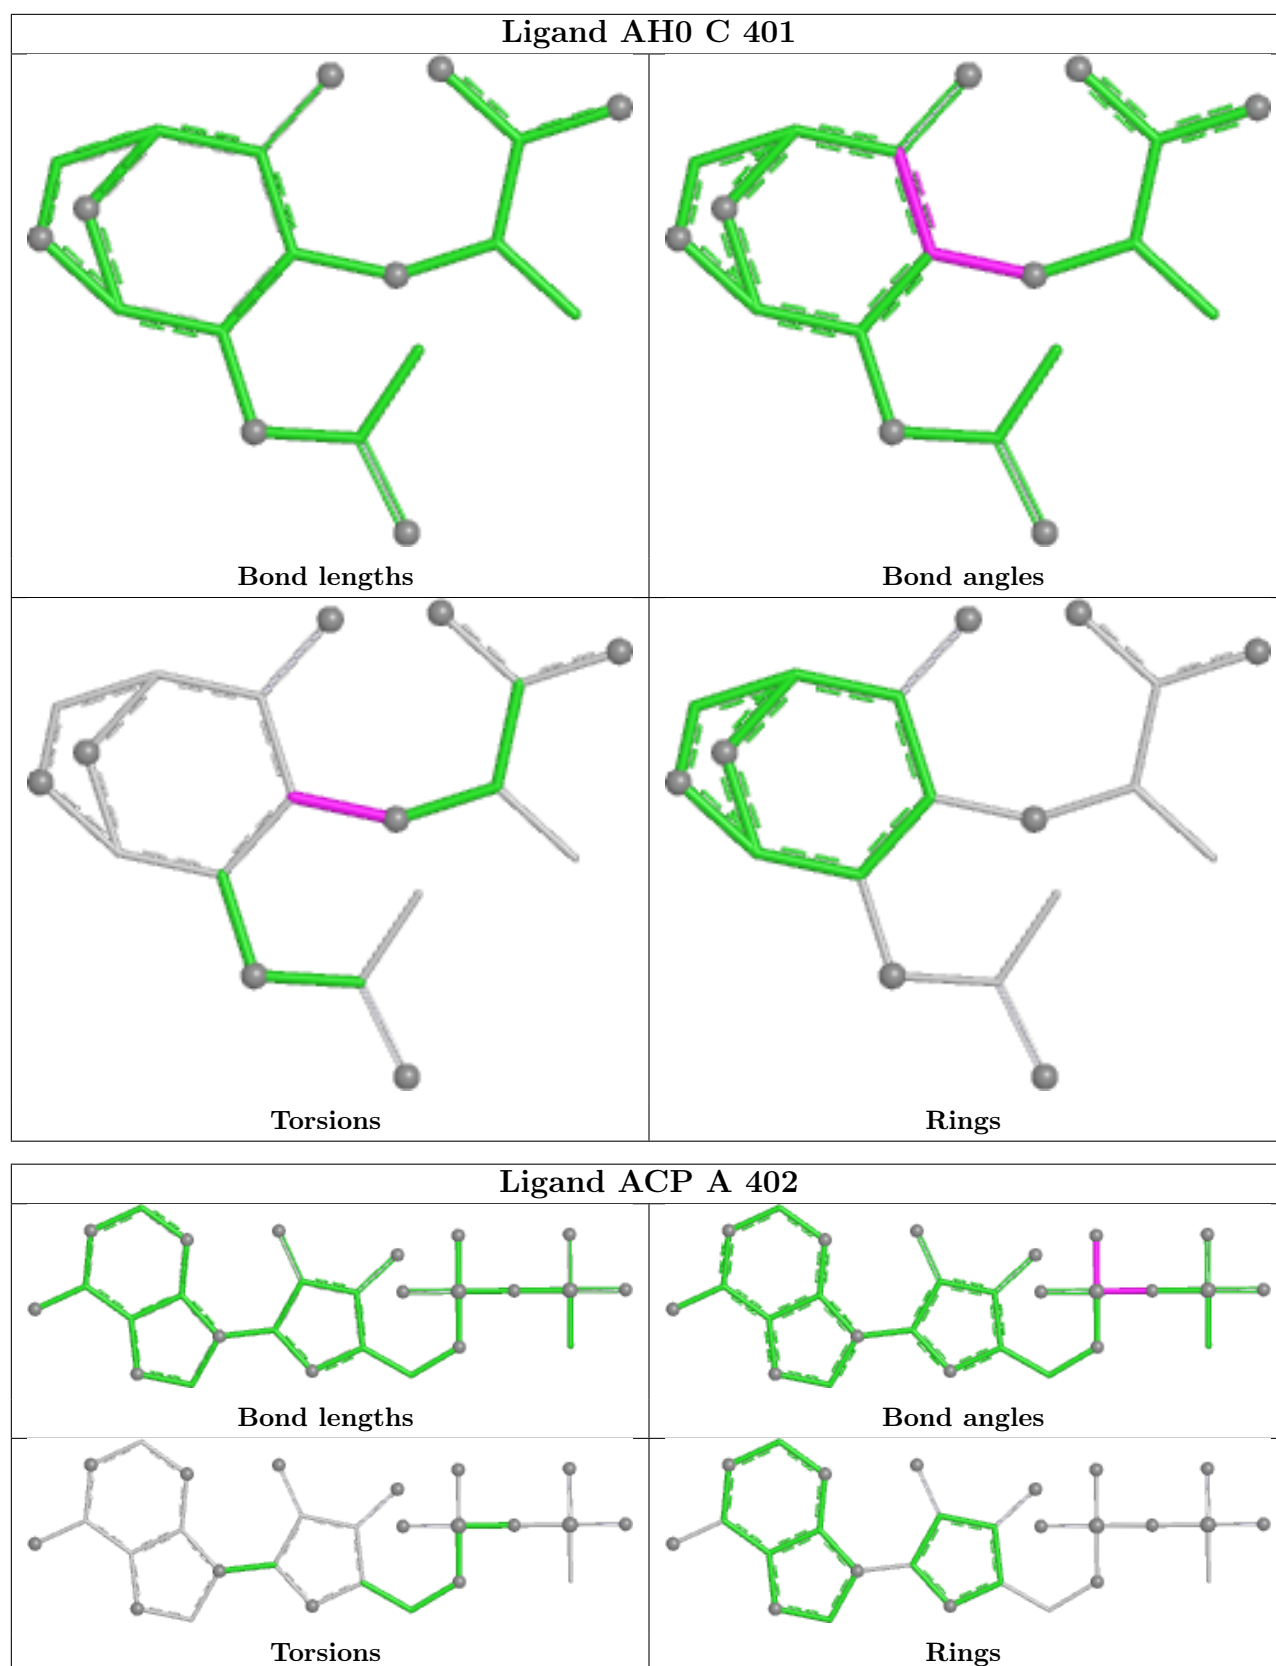 Ligand AH0 C 401
Bond lengths
Bond angles
Torsions
Rings
Ligand ACP A 402
Bond lengths
Bond angles
Torsions
Rings